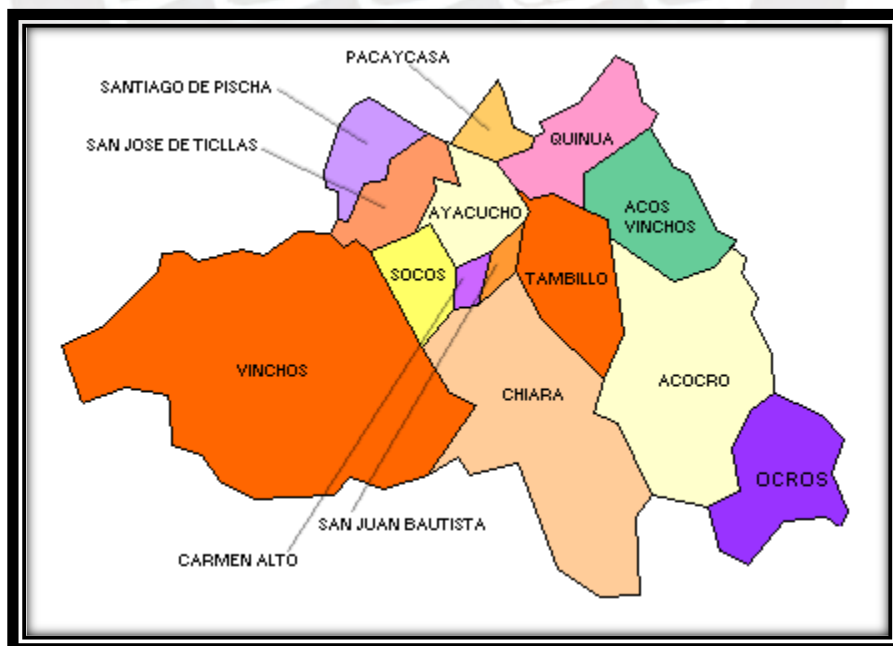 PACAYCASA
SANTIAGO DE PISCHA
SAN JOSE DE TICLLAS
QUINUA
AYACUCHO
ACOS
VINCHOS
SOCOS
TAMBILLO
VINCHOS
CHIARA
ACOCRO
OCROS
SAN JUAN BAUTISTA
CARMEN ALTO